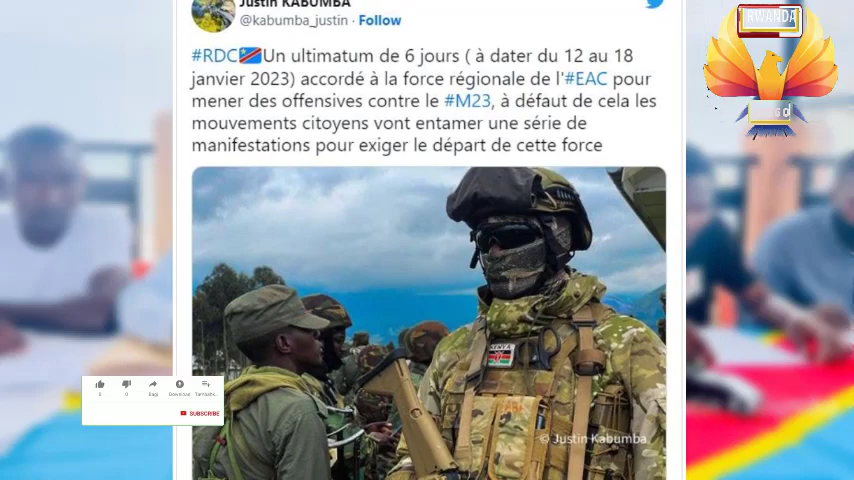 Justin KABUMBA
@kabumba_justin · Follow
#RDC🇨🇩Un ultimatum de 6 jours ( à dater du 12 au 18
janvier 2023) accordé à la force régionale de l'#EAC pour
mener des offensives contre le #M23, à défaut de cela les
mouvements citoyens vont entamer une série de
manifestations pour exiger le départ de cette force
RWANDA
KENYA
© Justin Kabumba
Bagi
Download
SUBSCRIBE